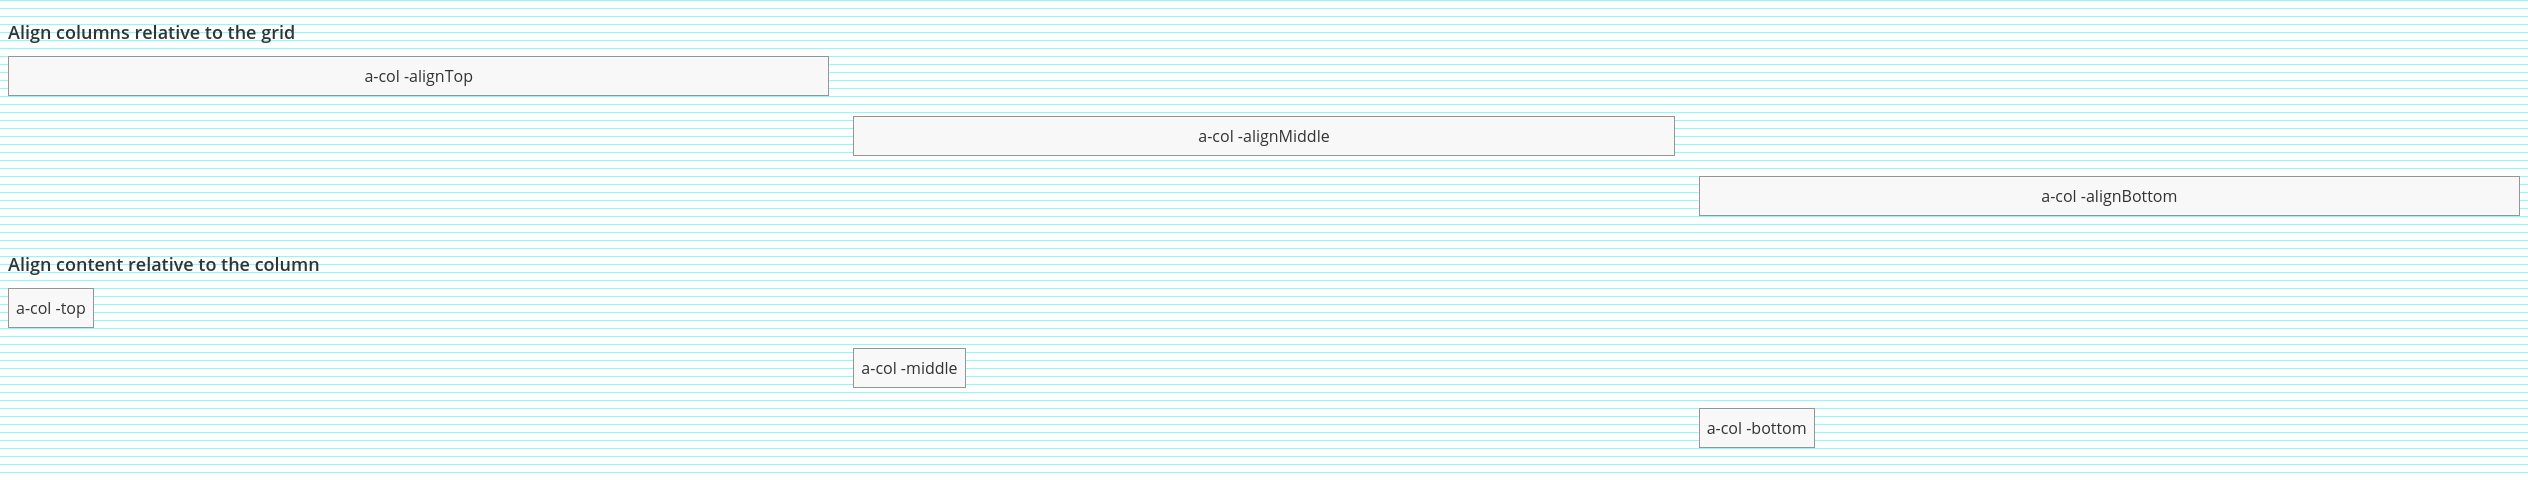 Align columns relative to the grid
a-col -alignTop
a-col -alignMiddle
a-col -alignBottom
Align content relative to the column
a-col -top
a-col -middle
a-col -bottom